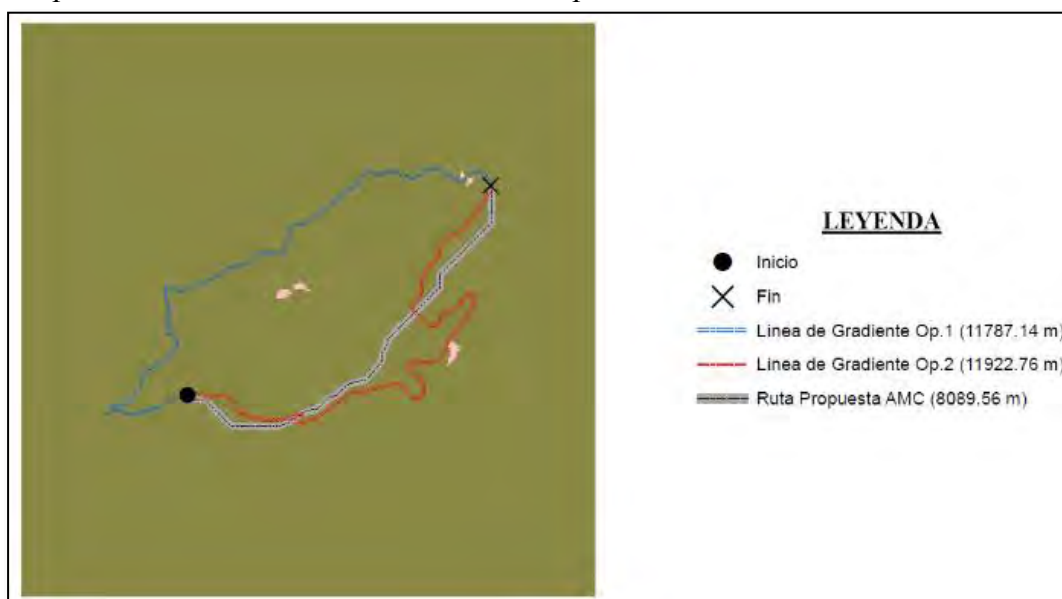 LEYENDA
Inicio
Fin
Linea de Gradiente Op.1 (11787.14 m)
Linea de Gradiente Op.2 (11922.76 m)
Ruta Propuesta AMC (8089.56 m)